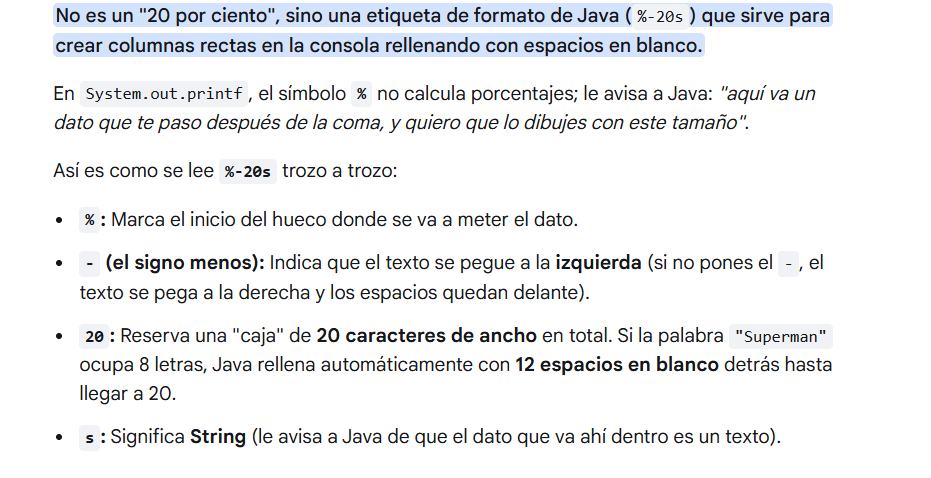 No es un "20 por ciento", sino una etiqueta de formato de Java ( %-20s ) que sirve para
crear columnas rectas en la consola rellenando con espacios en blanco.
En System.out.printf , el símbolo % no calcula porcentajes; le avisa a Java: "aquí va un
dato que te paso después de la coma, y quiero que lo dibujes con este tamaño".
Así es como se lee %-20s trozo a trozo:
• % : Marca el inicio del hueco donde se va a meter el dato.
• - (el signo menos): Indica que el texto se pegue a la izquierda (si no pones el - , el
texto se pega a la derecha y los espacios quedan delante).
• 20 : Reserva una "caja" de 20 caracteres de ancho en total. Si la palabra "Superman"
ocupa 8 letras, Java rellena automáticamente con 12 espacios en blanco detrás hasta
llegar a 20.
• s : Significa String (le avisa a Java de que el dato que va ahí dentro es un texto).